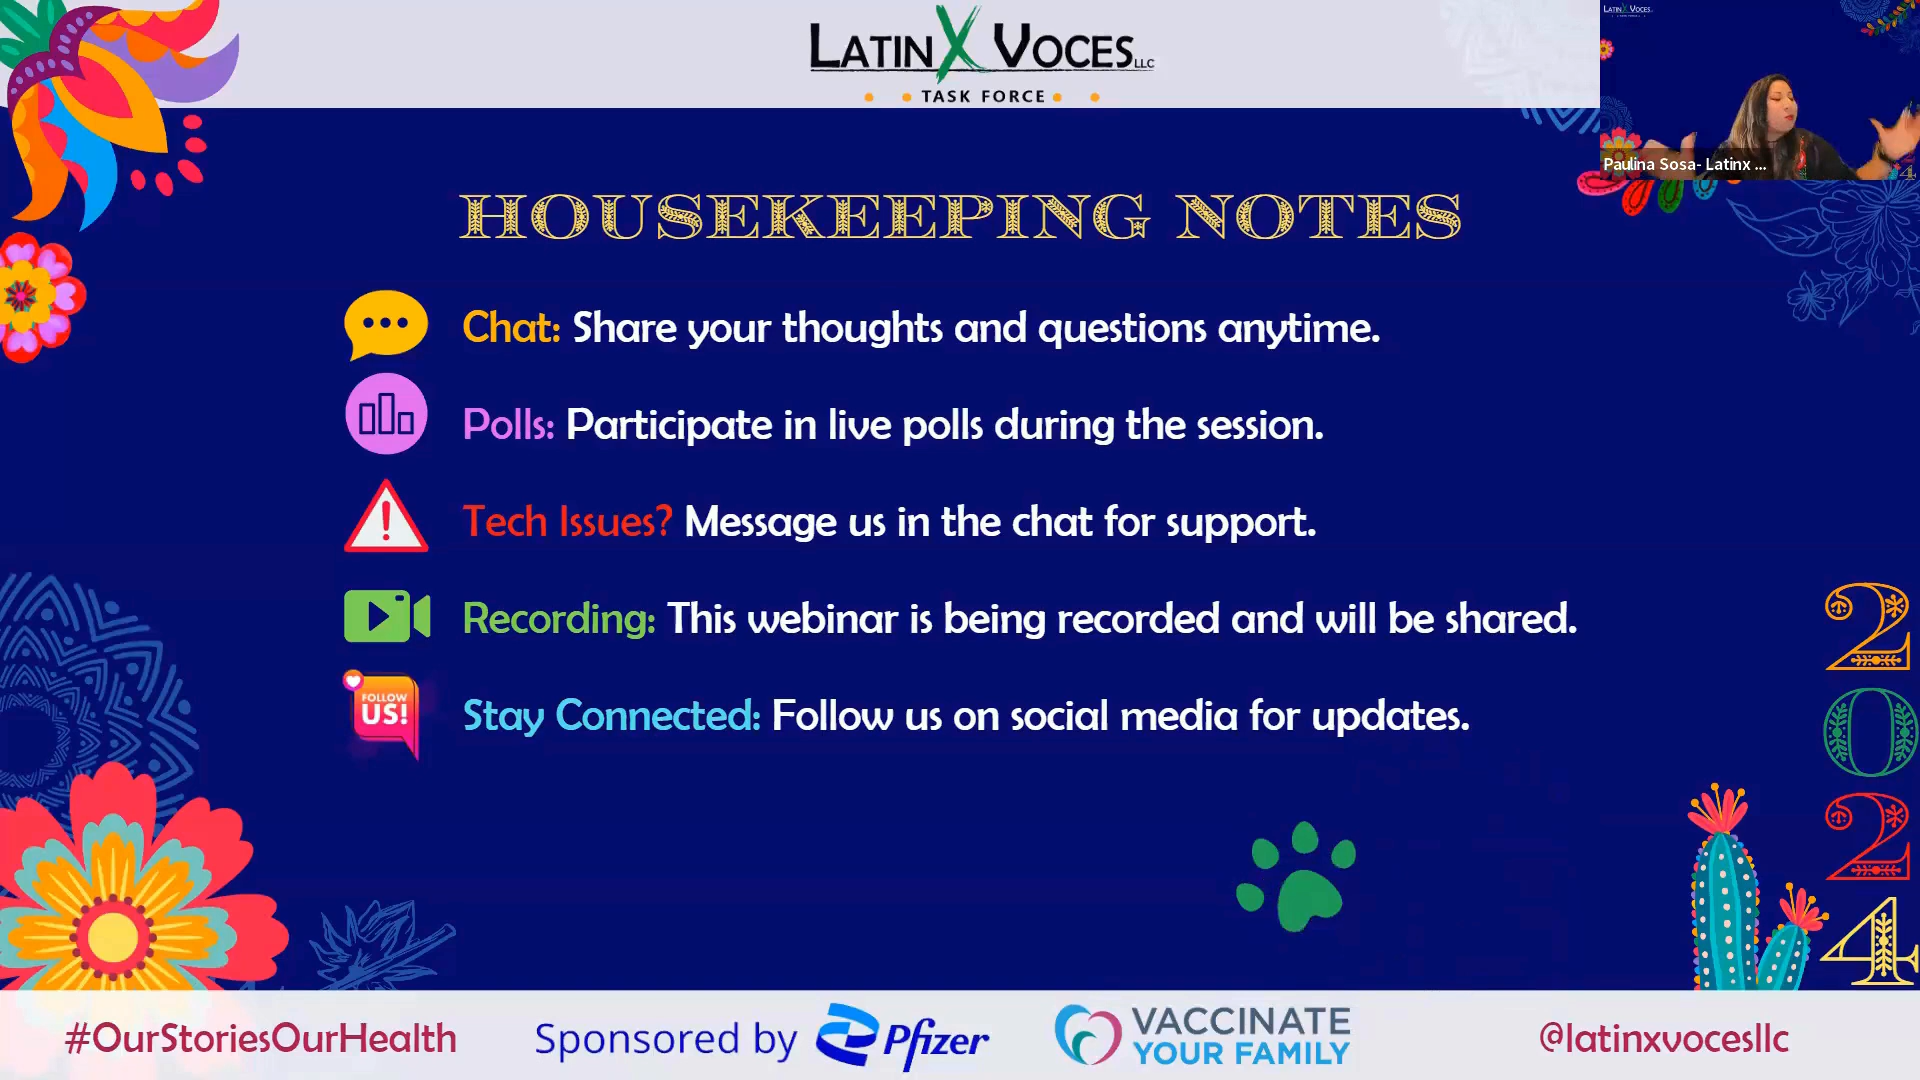 LATINX VOCES LLC
TASK FORCE
LATINX VOCES
Paulina Sosa- Latinx ...
HOUSEKEEPING NOTES
Chat: Share your thoughts and questions anytime.
Polls: Participate in live polls during the session.
Tech Issues? Message us in the chat for support.
Recording: This webinar is being recorded and will be shared.
FOLLOW
US!
Stay Connected: Follow us on social media for updates.
2
0
2
4
#OurStoriesOurHealth
Sponsored by Pfizer
VACCINATE
YOUR FAMILY
@latinxvocesllc